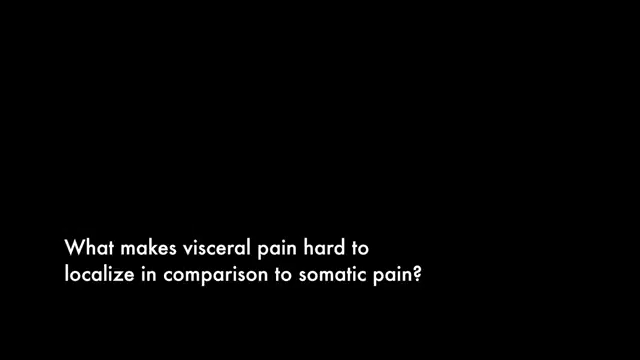 What makes visceral pain hard to
localize in comparison to somatic pain?